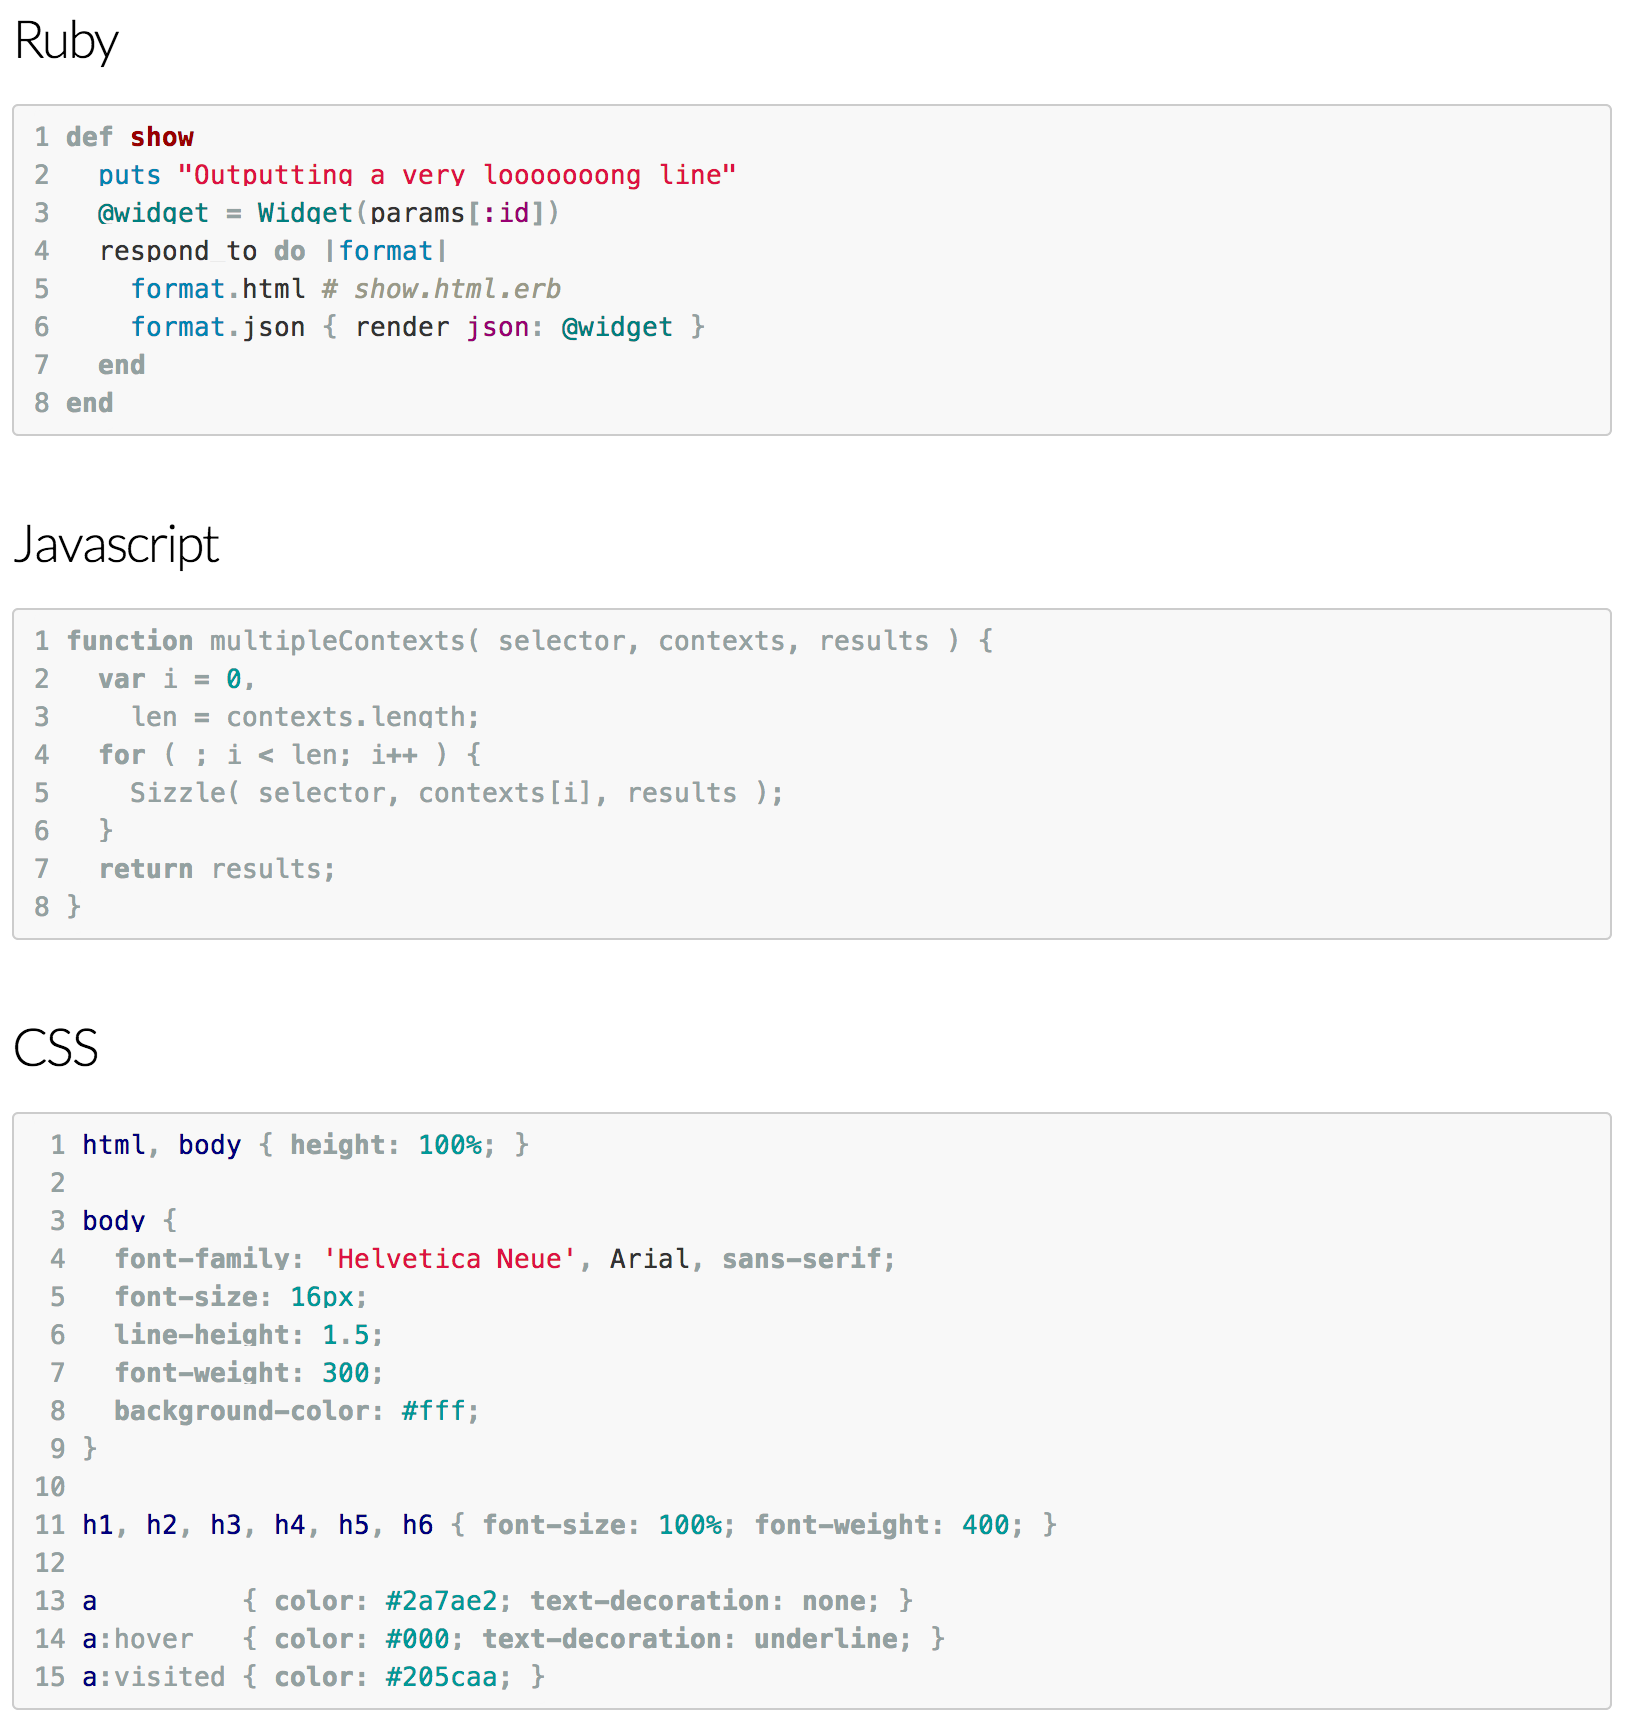 Ruby
1 def show
2   puts "Outputting a very looooooong line"
3   @widget = Widget(params[:id])
4   respond_to do |format|
5     format.html # show.html.erb
6     format.json { render json: @widget }
7   end
8 end
Javascript
1 function multipleContexts( selector, contexts, results ) {
2   var i = 0,
3     len = contexts.length;
4   for ( ; i < len; i++ ) {
5     Sizzle( selector, contexts[i], results );
6   }
7   return results;
8 }
CSS
1 html, body { height: 100%; }
2
3 body {
4   font-family: 'Helvetica Neue', Arial, sans-serif;
5   font-size: 16px;
6   line-height: 1.5;
7   font-weight: 300;
8   background-color: #fff;
9 }
10
11 h1, h2, h3, h4, h5, h6 { font-size: 100%; font-weight: 400; }
12
13 a         { color: #2a7ae2; text-decoration: none; }
14 a:hover   { color: #000; text-decoration: underline; }
15 a:visited { color: #205caa; }